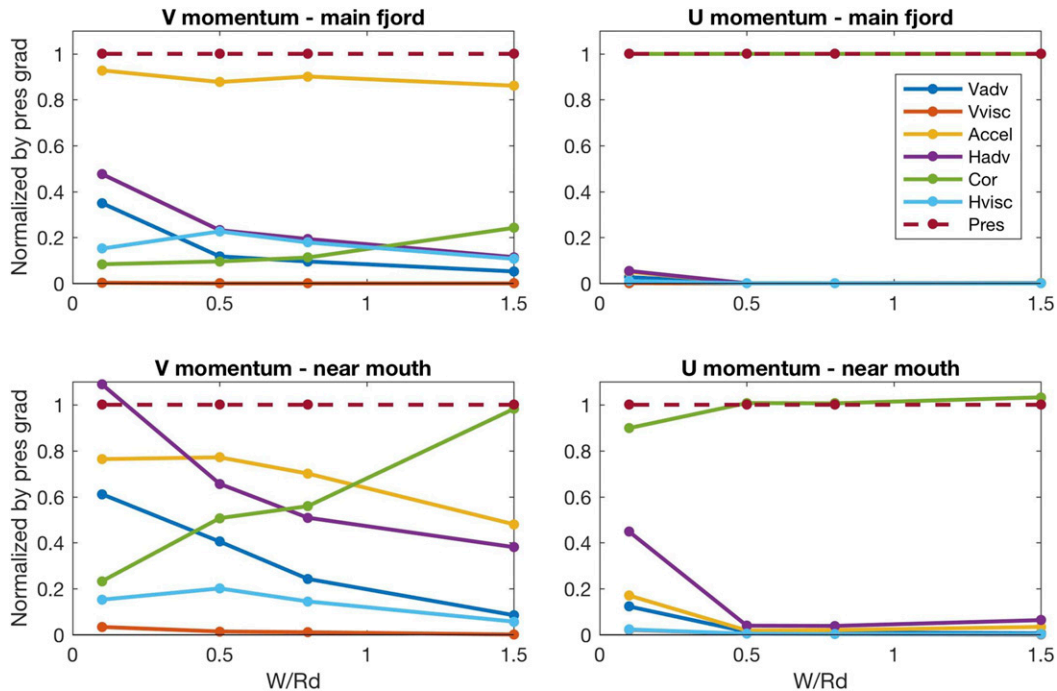 V momentum - main fjord
Normalized by pres grad
1
0.8
0.6
0.4
0.2
0
0
0.5
1
1.5
U momentum - main fjord
1
0.8
0.6
0.4
0.2
0
0
0.5
1
1.5
Vadv
Vvisc
Accel
Hadv
Cor
Hvisc
Pres
V momentum - near mouth
Normalized by pres grad
1
0.8
0.6
0.4
0.2
0
0
0.5
1
1.5
W/Rd
U momentum - near mouth
1
0.8
0.6
0.4
0.2
0
0
0.5
1
1.5
W/Rd